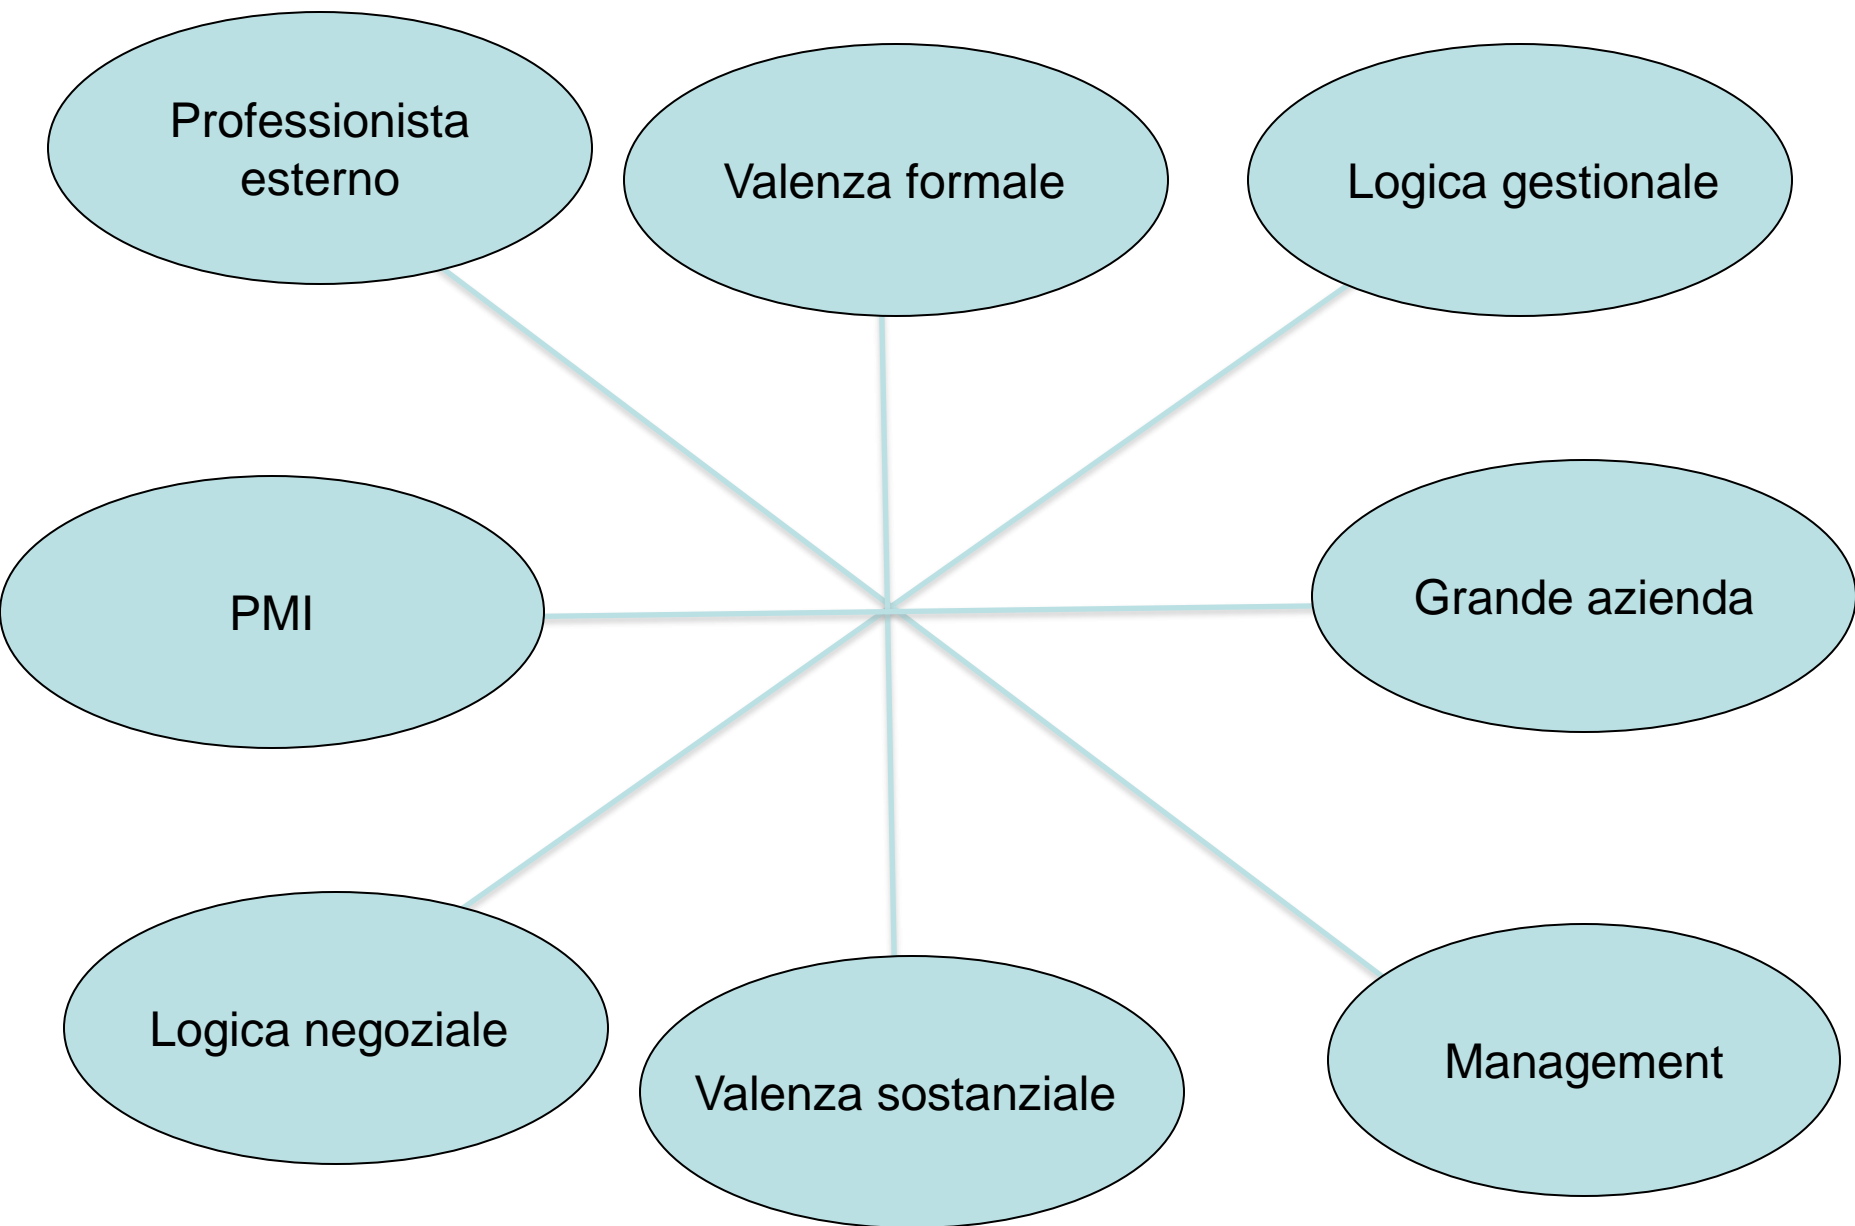 Professionista
esterno
Valenza formale
Logica gestionale
PMI
Grande azienda
Logica negoziale
Valenza sostanziale
Management